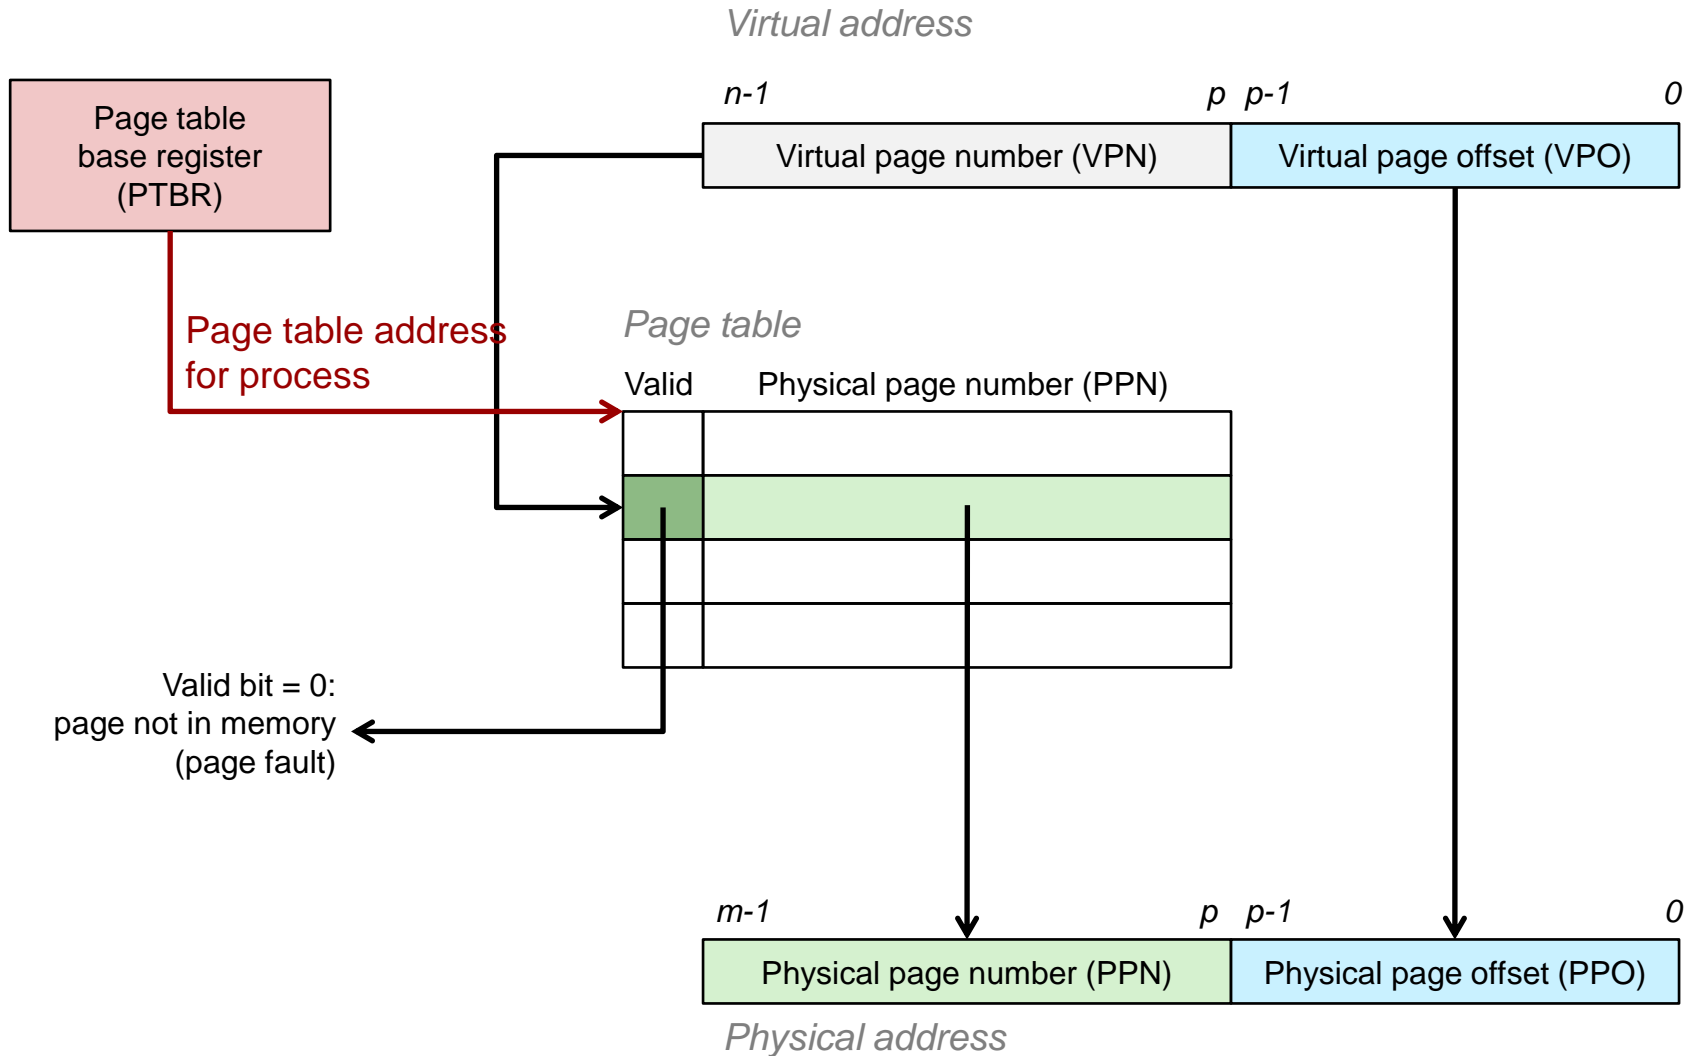 Virtual address
Page table
base register
(PTBR)
n-1 p p-1 0
Virtual page number (VPN) Virtual page offset (VPO)
Page table address
for process
Page table
Valid Physical page number (PPN)
Valid bit = 0:
page not in memory
(page fault)
m-1 p p-1 0
Physical page number (PPN) Physical page offset (PPO)
Physical address